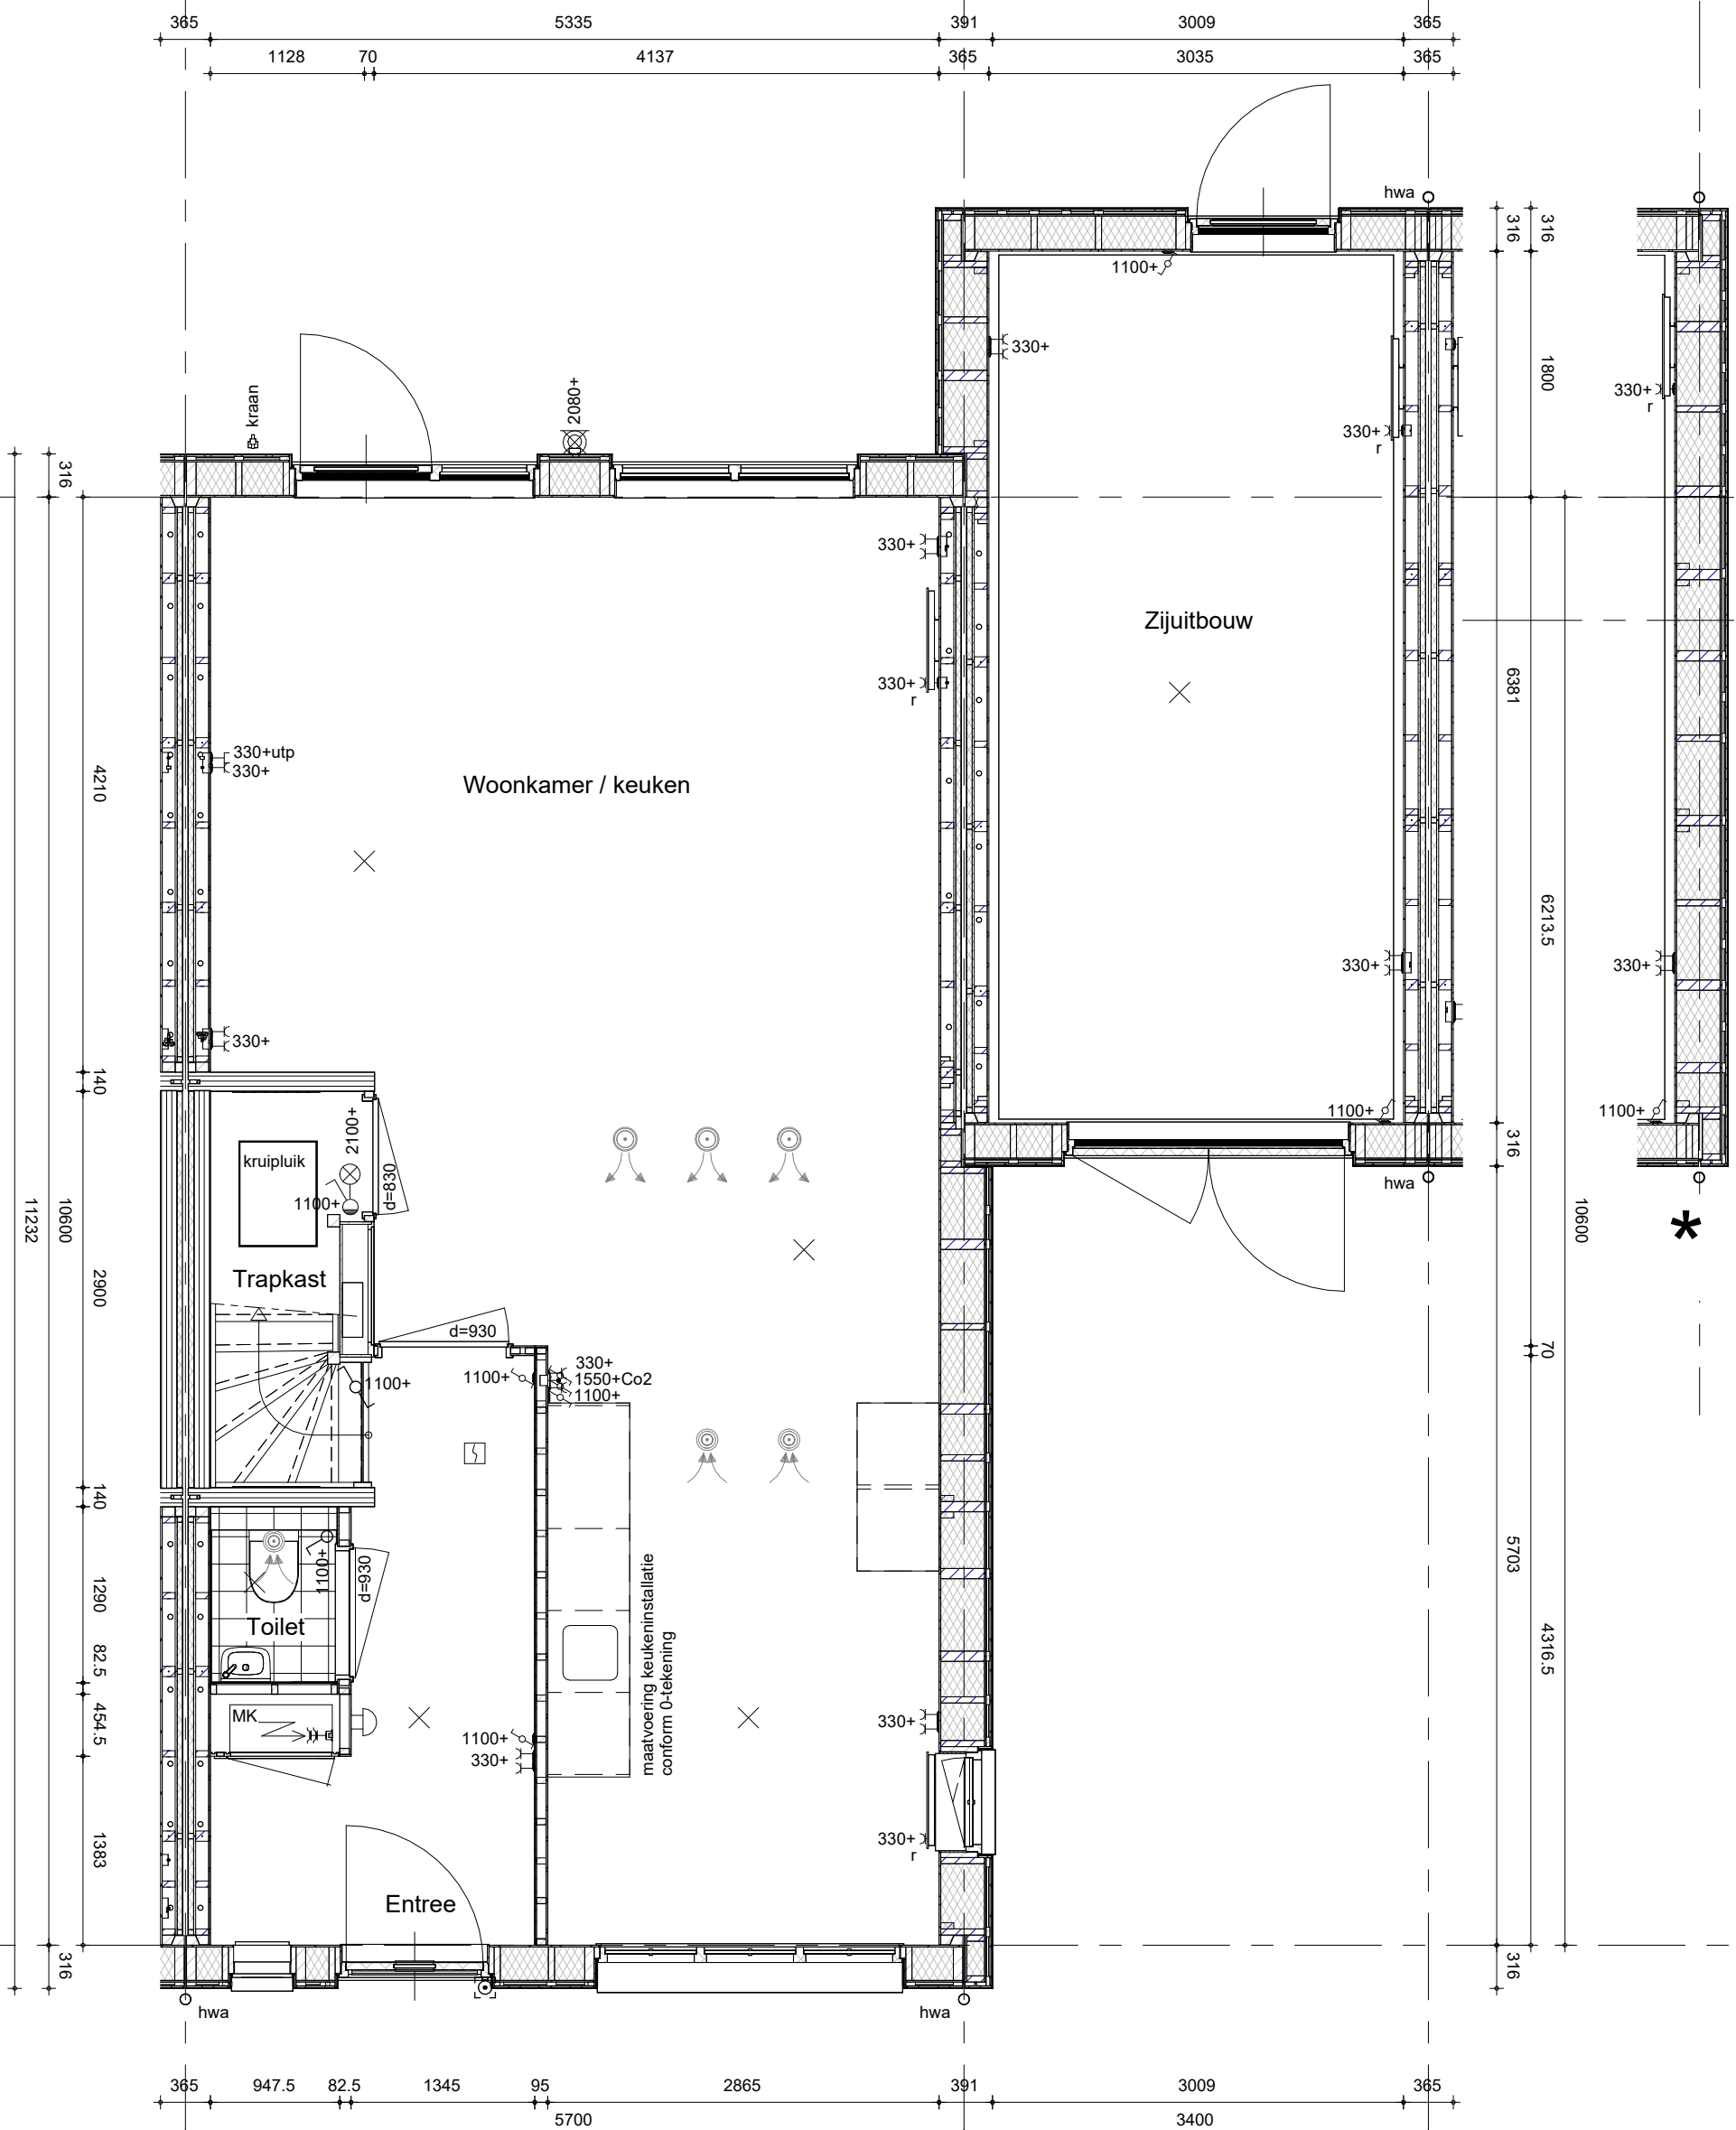 365 5335 391 3009 365
1128 70 4137 365 3035 365
hwa
316 316
1100+
330+
1800
330+
r
330+
r
kraan
2080+
316
330+
Zijuitbouw
330+
r
6381
330+utp
330+
Woonkamer / keuken
4210
6213.5
330+
330+
330+
140
1100+
1100+
316
hwa
kruipluik
2100+
1100+
d=830
11232
10600
10600
*
Trapkast
2900
d=930
70
330+
1550+Co2
1100+
1100+
1100+
140
5703
1100+
d=930
1290
Toilet
maatvoering keukeninstallatie
conform 0-tekening
4316.5
82.5
454.5
MK
1100+
330+
330+
330+
r
1383
Entree
316
316
hwa
hwa
365 947.5 82.5 1345 95 2865 391 3009 365
5700 3400